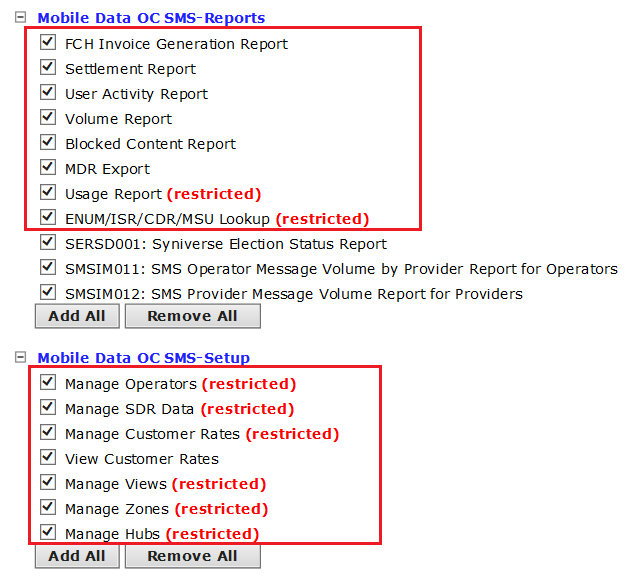 Mobile Data OC SMS-Reports
FCH Invoice Generation Report
Settlement Report
User Activity Report
Volume Report
Blocked Content Report
MDR Export
Usage Report (restricted)
ENUM/ISR/CDR/MSU Lookup (restricted)
SERSD001: Syniverse Election Status Report
SMSIM011: SMS Operator Message Volume by Provider Report for Operators
SMSIM012: SMS Provider Message Volume Report for Providers
Add All Remove All
Mobile Data OC SMS-Setup
Manage Operators (restricted)
Manage SDR Data (restricted)
Manage Customer Rates (restricted)
View Customer Rates
Manage Views (restricted)
Manage Zones (restricted)
Manage Hubs (restricted)
Add All Remove All